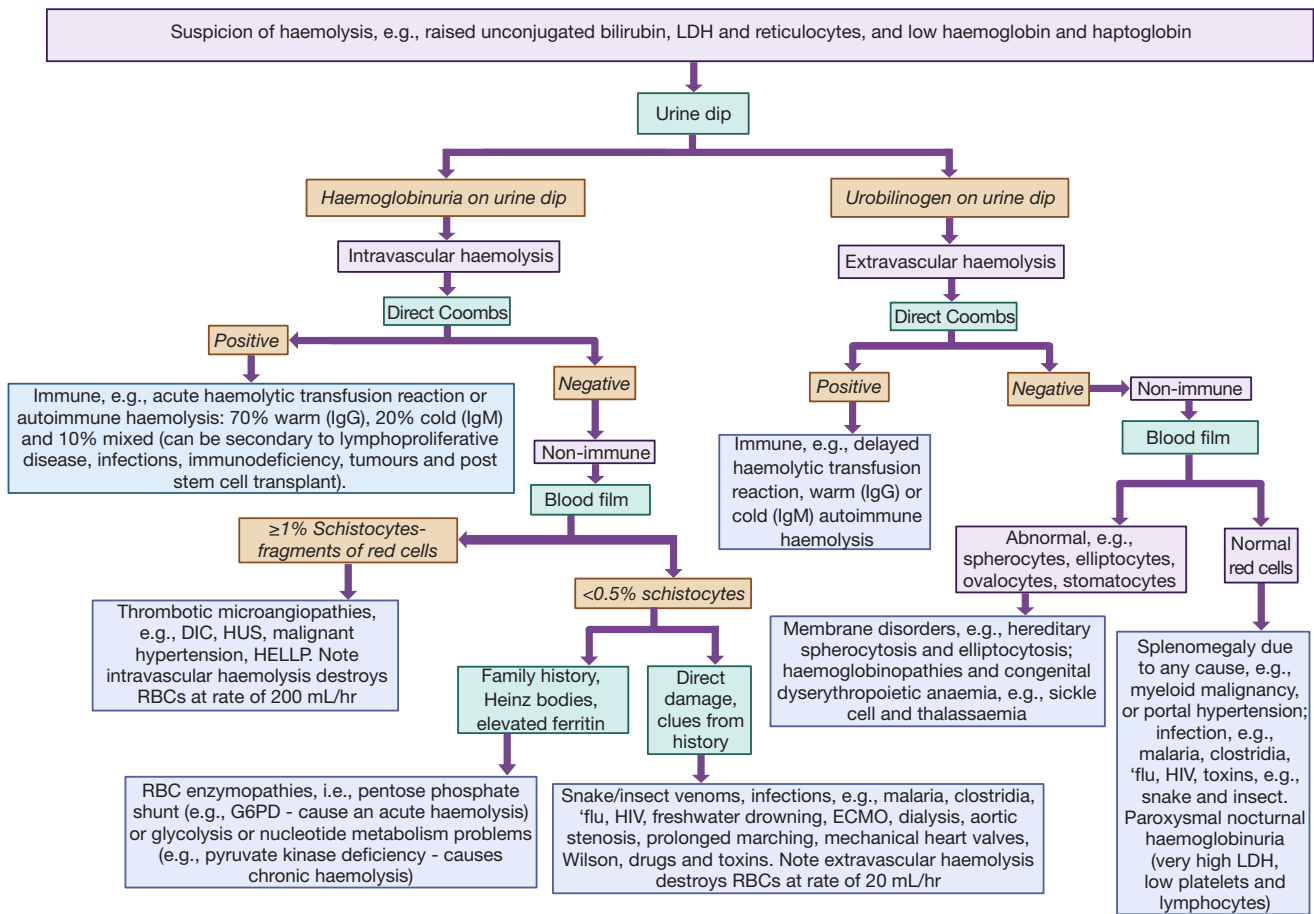 Suspicion of haemolysis, e.g., raised unconjugated bilirubin, LDH and reticulocytes, and low haemoglobin and haptoglobin
Urine dip
Haemoglobinuria on urine dip
Intravascular haemolysis
Direct Coombs
Positive
Immune, e.g., acute haemolytic transfusion reaction or
autoimmune haemolysis: 70% warm (IgG), 20% cold (IgM)
and 10% mixed (can be secondary to lymphoproliferative
disease, infections, immunodeficiency, tumours and post
stem cell transplant).
Negative
Non-immune
Blood film
≥1% Schistocytes-
fragments of red cells
Thrombotic microangiopathies,
e.g., DIC, HUS, malignant
hypertension, HELLP. Note
intravascular haemolysis destroys
RBCs at rate of 200 mL/hr
<0.5% schistocytes
Family history,
Heinz bodies,
elevated ferritin
RBC enzymopathies, i.e., pentose phosphate
shunt (e.g., G6PD - cause an acute haemolysis)
or glycolysis or nucleotide metabolism problems
(e.g., pyruvate kinase deficiency - causes
chronic haemolysis)
Direct
damage,
clues from
history
Snake/insect venoms, infections, e.g., malaria, clostridia,
‘flu, HIV, freshwater drowning, ECMO, dialysis, aortic
stenosis, prolonged marching, mechanical heart valves,
Wilson, drugs and toxins. Note extravascular haemolysis
destroys RBCs at rate of 20 mL/hr
Urobilinogen on urine dip
Extravascular haemolysis
Direct Coombs
Positive
Immune, e.g., delayed
haemolytic transfusion
reaction, warm (IgG) or
cold (IgM) autoimmune
haemolysis
Negative
Non-immune
Blood film
Abnormal, e.g.,
spherocytes, elliptocytes,
ovalocytes, stomatocytes
Membrane disorders, e.g., hereditary
spherocytosis and elliptocytosis;
haemoglobinopathies and congenital
dyserythropoietic anaemia, e.g., sickle
cell and thalassaemia
Normal
red cells
Splenomegaly due
to any cause, e.g.,
myeloid malignancy,
or portal hypertension;
infection, e.g.,
malaria, clostridia,
‘flu, HIV, toxins, e.g.,
snake and insect.
Paroxysmal nocturnal
haemoglobinuria
(very high LDH,
low platelets and
lymphocytes)